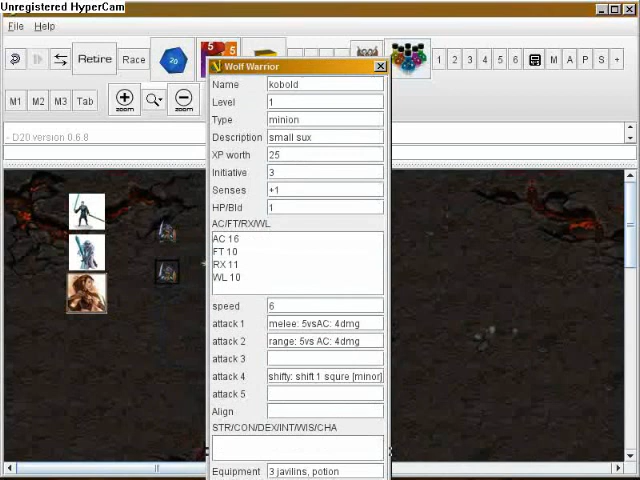 Unregistered HyperCam
File Help
Retire Race 20 5 5 1 2 3 4 5 6 M A P S +
M1 M2 M3 Tab zoom zoom
- D20 version 0.6.8
Wolf Warrior
Name kobold
Level 1
Type minion
Description small sux
XP worth 25
Initiative 3
Senses +1
HP/Bld 1
AC/FT/RX/WL
AC 16
FT 10
RX 11
WL 10
speed 6
attack 1 melee: 5vsAC: 4dmg
attack 2 range: 5vs AC: 4dmg
attack 3
attack 4 shifty: shift 1 squre [minor]
attack 5
Align
STR/CON/DEX/INT/WIS/CHA
Equipment 3 javilins, potion